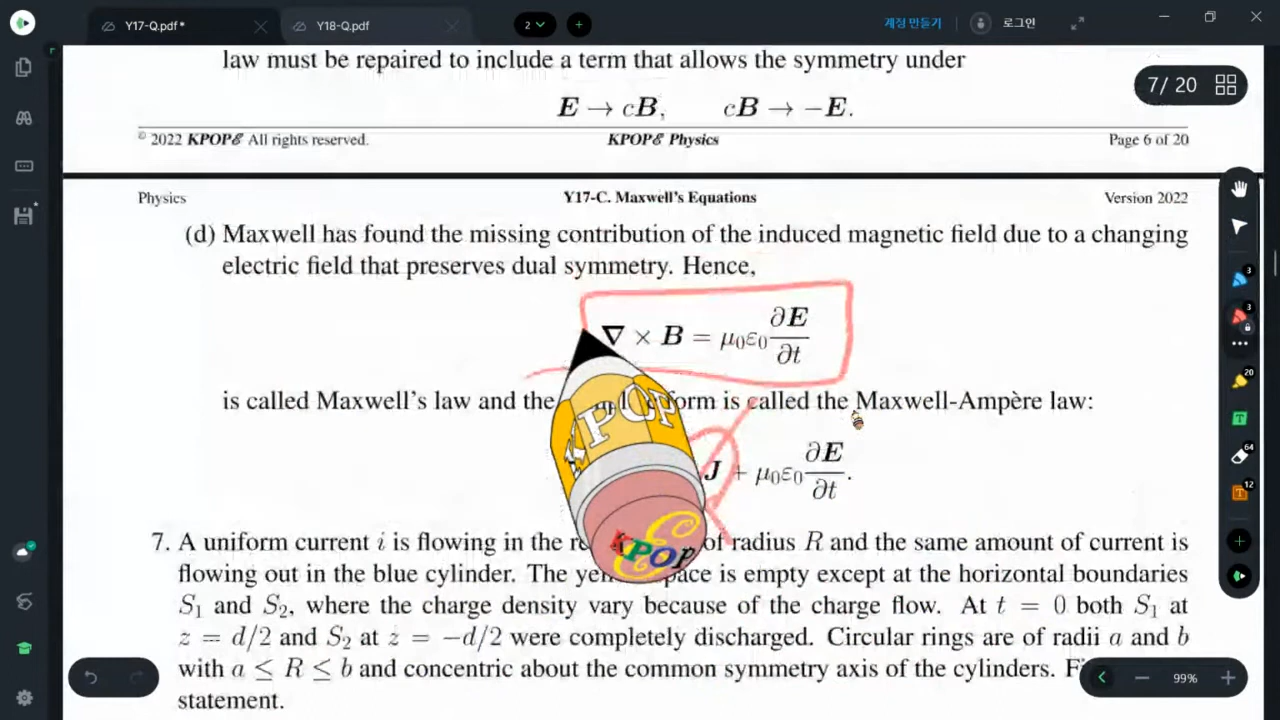 Y17-Q.pdf*
Y18-Q.pdf
2
계정 만들기
로그인
law must be repaired to include a term that allows the symmetry under
7/ 20
E → cB, cB → −E.
© 2022 KPOPE All rights reserved.
KPOPE Physics
Page 6 of 20
Physics
Y17-C. Maxwell's Equations
Version 2022
(d) Maxwell has found the missing contribution of the induced magnetic field due to a changing
electric field that preserves dual symmetry. Hence,
∇ × B = μ₀ε₀ ∂E/∂t
is called Maxwell's law and the form is called the Maxwell-Ampère law:
J + μ₀ε₀ ∂E/∂t.
KPOP
KPOP E
7. A uniform current i is flowing in the of radius R and the same amount of current is
flowing out in the blue cylinder. The is empty except at the horizontal boundaries
S₁ and S₂, where the charge density vary because of the charge flow. At t = 0 both S₁ at
z = d/2 and S₂ at z = −d/2 were completely discharged. Circular rings are of radii a and b
with a ≤ R ≤ b and concentric about the common symmetry axis of the cylinders.
statement.
99%
3
3
20
64
12